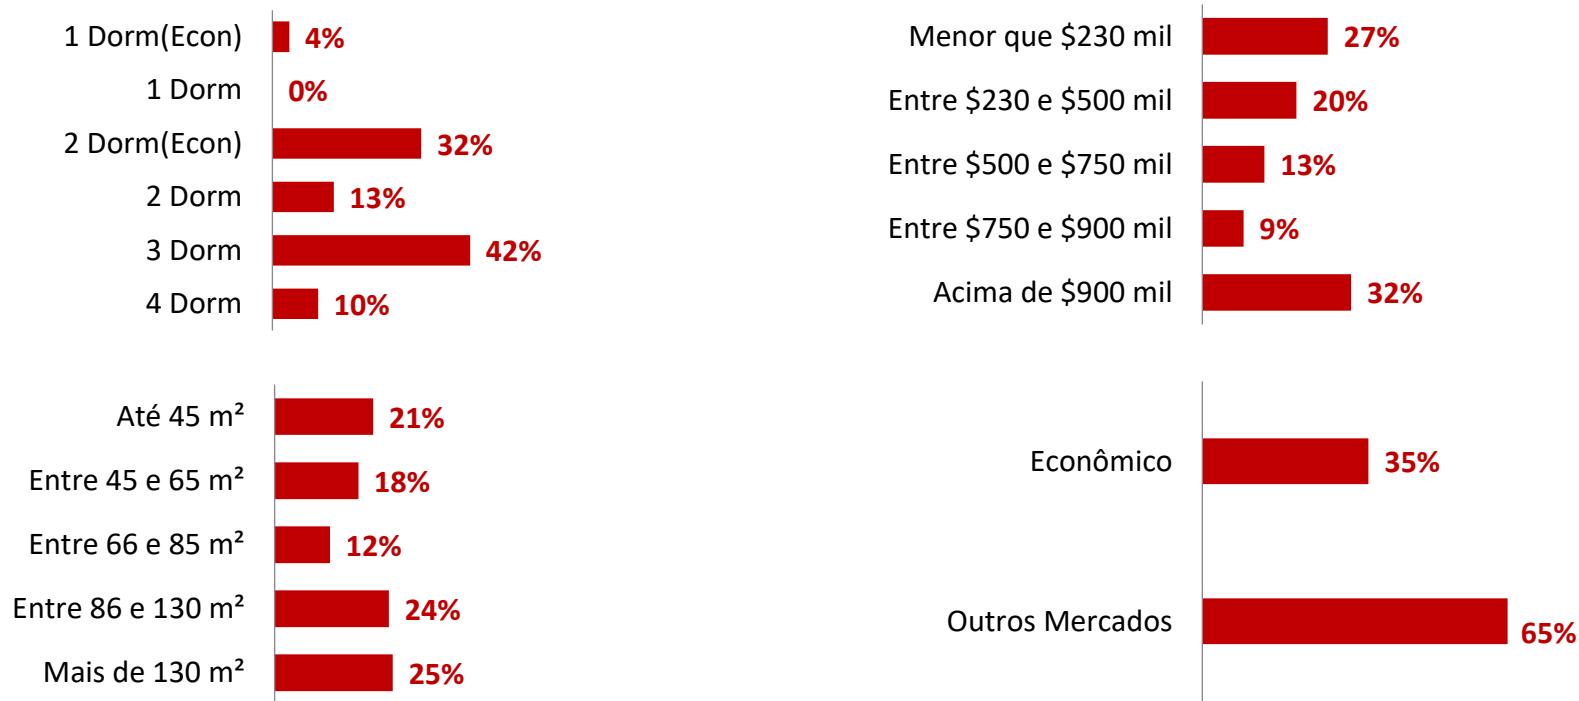 1 Dorm(Econ) 4%
1 Dorm 0%
2 Dorm(Econ) 32%
2 Dorm 13%
3 Dorm 42%
4 Dorm 10%
Menor que $230 mil 27%
Entre $230 e $500 mil 20%
Entre $500 e $750 mil 13%
Entre $750 e $900 mil 9%
Acima de $900 mil 32%
Até 45 m² 21%
Entre 45 e 65 m² 18%
Entre 66 e 85 m² 12%
Entre 86 e 130 m² 24%
Mais de 130 m² 25%
Econômico 35%
Outros Mercados 65%